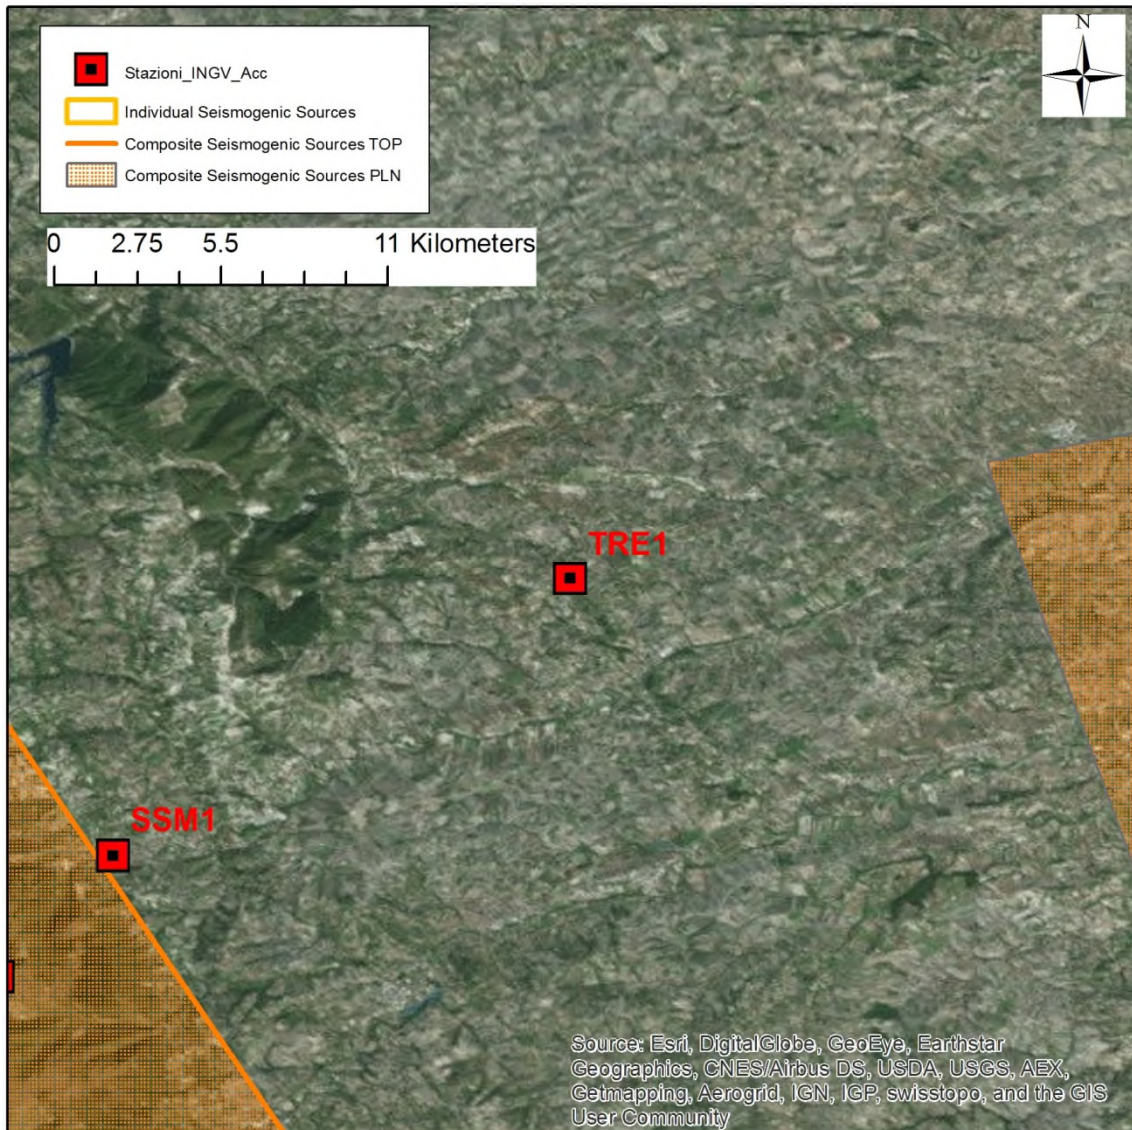 Stazioni_INGV_Acc
Individual Seismogenic Sources
Composite Seismogenic Sources TOP
Composite Seismogenic Sources PLN
N
0 2.75 5.5 11 Kilometers
TRE1
SSM1
Source: Esri, DigitalGlobe, GeoEye, Earthstar
Geographics, CNES/Airbus DS, USDA, USGS, AEX,
Getmapping, Aerogrid, IGN, IGP, swisstopo, and the GIS
User Community